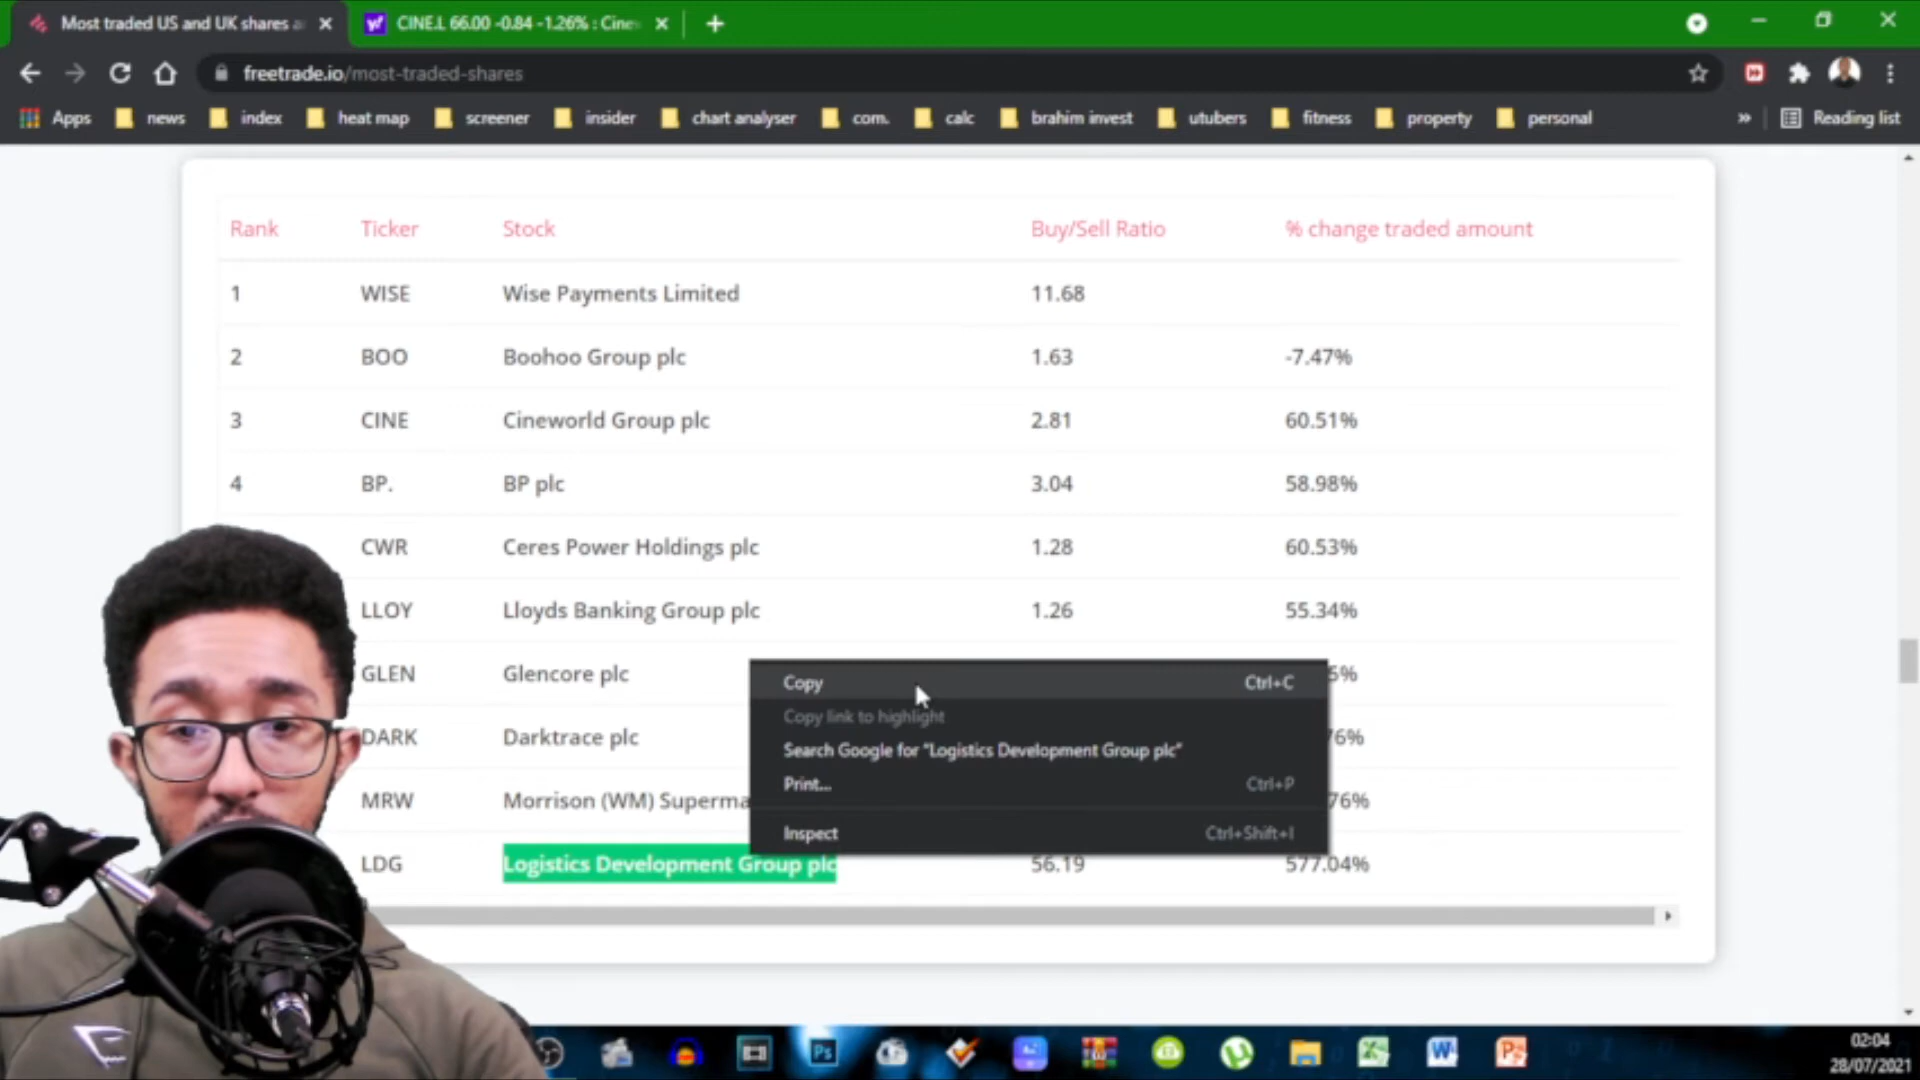 Most traded US and UK shares a
CINE.L 66.00 -0.84 -1.26% : Cine
freetrade.io/most-traded-shares
Apps news index heat map screener insider chart analyser com. calc brahim invest utubers fitness property personal » Reading list
Rank Ticker Stock Buy/Sell Ratio % change traded amount
1 WISE Wise Payments Limited 11.68
2 BOO Boohoo Group plc 1.63 -7.47%
3 CINE Cineworld Group plc 2.81 60.51%
4 BP. BP plc 3.04 58.98%
CWR Ceres Power Holdings plc 1.28 60.53%
LLOY Lloyds Banking Group plc 1.26 55.34%
GLEN Glencore plc 5%
DARK Darktrace plc 76%
MRW Morrison (WM) Superma 76%
LDG Logistics Development Group plc 56.19 577.04%
Copy Ctrl+C
Copy link to highlight
Search Google for “Logistics Development Group plc”
Print... Ctrl+P
Inspect Ctrl+Shift+I
Ps
02:04
28/07/2021